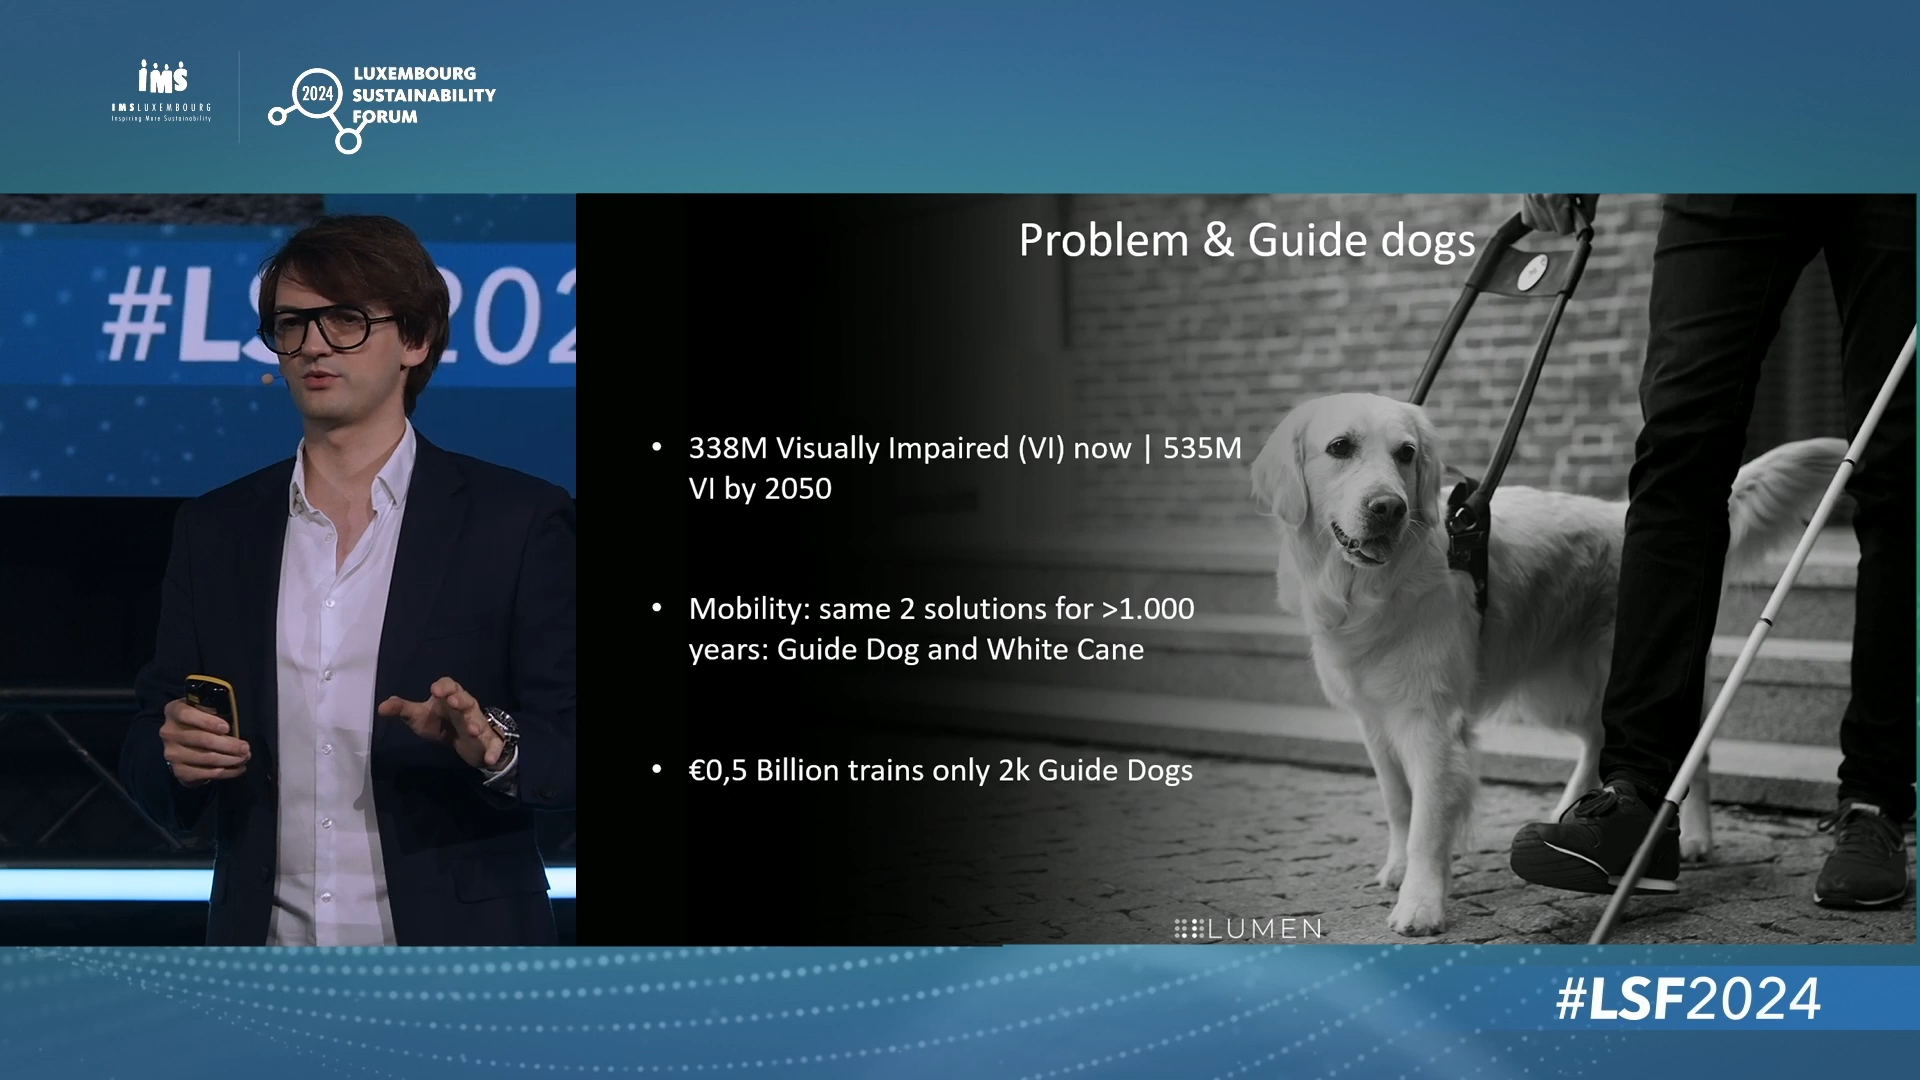 IMS
IMS LUXEMBOURG
Inspiring More Sustainability
2024
LUXEMBOURG
SUSTAINABILITY
FORUM
#LS 202
Problem & Guide dogs
• 338M Visually Impaired (VI) now | 535M
VI by 2050
• Mobility: same 2 solutions for >1.000
years: Guide Dog and White Cane
• €0,5 Billion trains only 2k Guide Dogs
LUMEN
#LSF2024